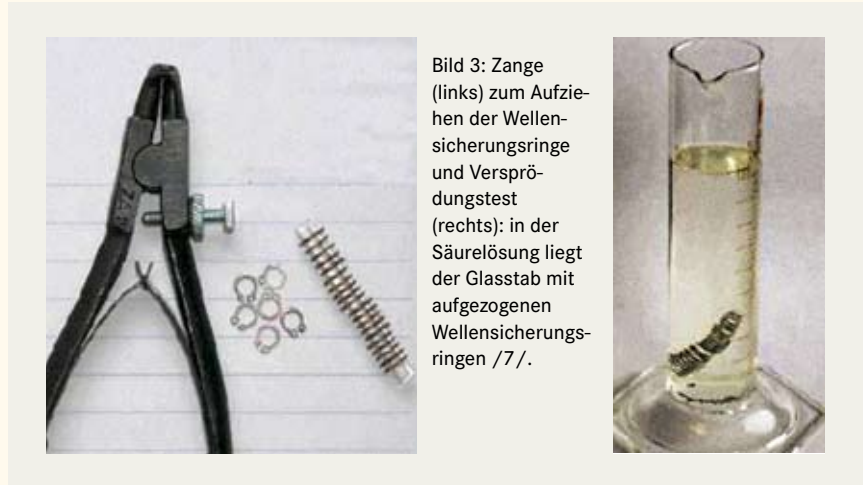 Bild 3: Zange
(links) zum Aufzie-
hen der Wellen-
sicherungsringe
und Versprö-
dungstest
(rechts): in der
Säurelösung liegt
der Glasstab mit
aufgezogenen
Wellensicherungs-
ringen /7/.